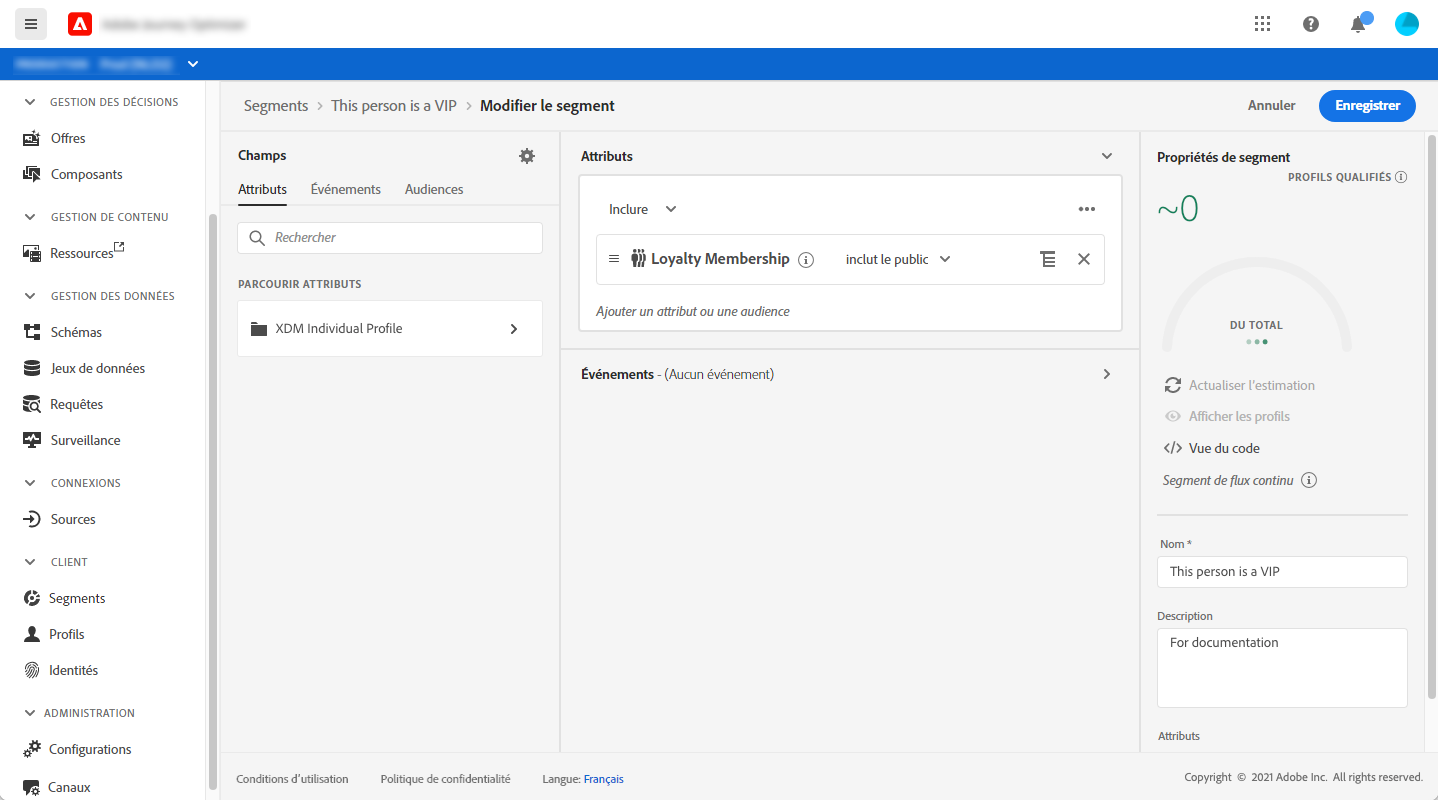 GESTION DES DÉCISIONS
Offres
Composants
GESTION DE CONTENU
Ressources
GESTION DES DONNÉES
Schémas
Jeux de données
Requêtes
Surveillance
CONNEXIONS
Sources
CLIENT
Segments
Profils
Identités
ADMINISTRATION
Configurations
Canaux
Segments > This person is a VIP > Modifier le segment
Annuler
Enregistrer
Champs
Attributs Événements Audiences
Rechercher
PARCOURIR ATTRIBUTS
XDM Individual Profile
Attributs
Inclure
Loyalty Membership inclut le public
Ajouter un attribut ou une audience
Événements - (Aucun événement)
Propriétés de segment
PROFILS QUALIFIÉS
~0
DU TOTAL
Actualiser l'estimation
Afficher les profils
Vue du code
Segment de flux continu
Nom *
This person is a VIP
Description
For documentation
Attributs
Conditions d'utilisation Politique de confidentialité Langue: Français
Copyright © 2021 Adobe Inc. All rights reserved.